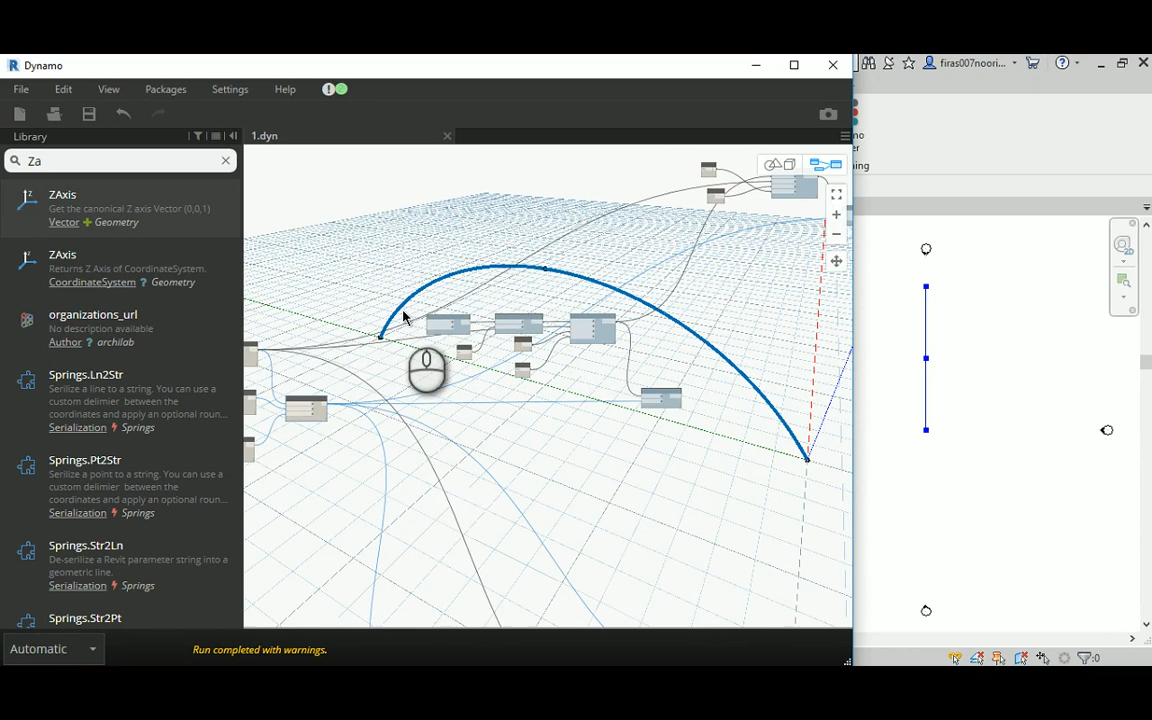 R Dynamo
firas007noori...
File Edit View Packages Settings Help
Library
1.dyn
Za
ZAxis
Get the canonical Z axis Vector (0,0,1)
Vector Geometry
ZAxis
Returns Z Axis of CoordinateSystem.
CoordinateSystem ? Geometry
organizations_url
No description available
Author ? archilab
Springs.Ln2Str
Serilize a line to a string. You can use a
custom delimier between the
coordinates and apply an optional roun...
Serialization Springs
Springs.Pt2Str
Serilize a point to a string. You can use a
custom delimier between the
coordinates and apply an optional roun...
Serialization Springs
Springs.Str2Ln
De-serilize a Revit parameter string into a
geometric line.
Serialization Springs
Springs.Str2Pt
Automatic
Run completed with warnings.
:0